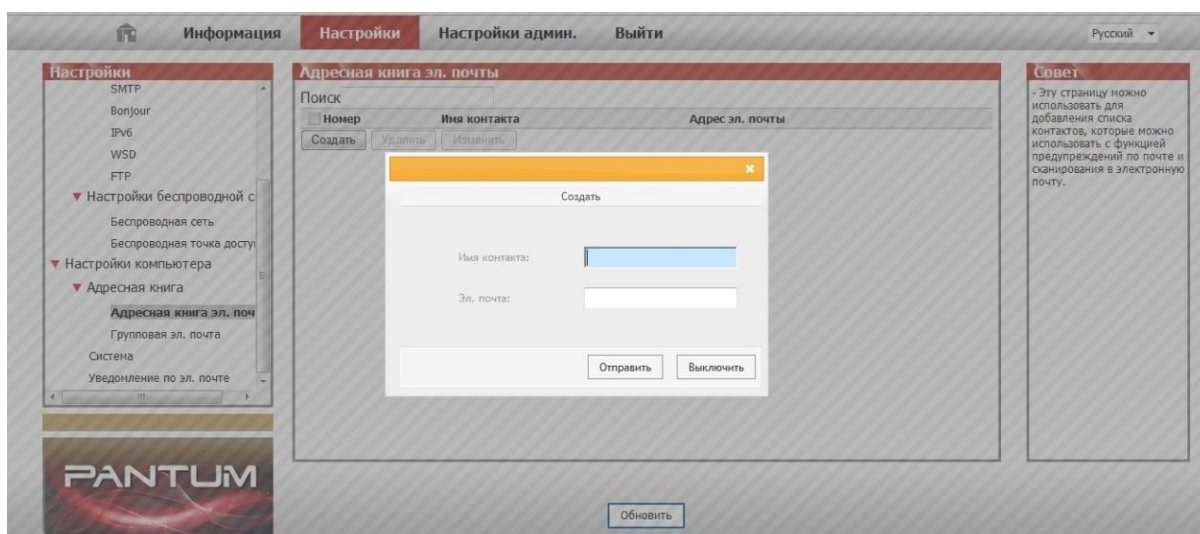 Информация Настройки Настройки админ. Выйти Русский
Настройки
SMTP
Bonjour
IPv6
WSD
FTP
Настройки беспроводной с
Беспроводная сеть
Беспроводная точка досту
Настройки компьютера
Адресная книга
Адресная книга эл. поч
Групповая эл. почта
Система
Уведомление по эл. почте
PANTUM
Адресная книга эл. почты
Поиск
Номер Имя контакта Адрес эл. почты
Создать Удалить Изменить
Создать
Имя контакта:
Эл. почта:
Отправить Выключить
Обновить
Совет
- Эту страницу можно
использовать для
добавления списка
контактов, которые можно
использовать с функцией
предупреждений по почте и
сканирования в электронную
почту.